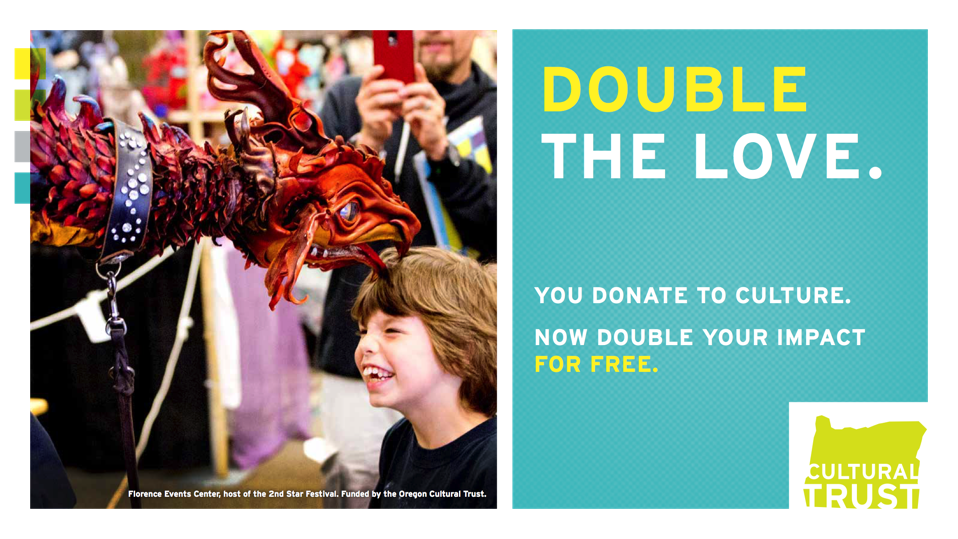 DOUBLE
THE LOVE.
YOU DONATE TO CULTURE.
NOW DOUBLE YOUR IMPACT
FOR FREE.
Florence Events Center, host of the 2nd Star Festival. Funded by the Oregon Cultural Trust.
CULTURAL
TRUST